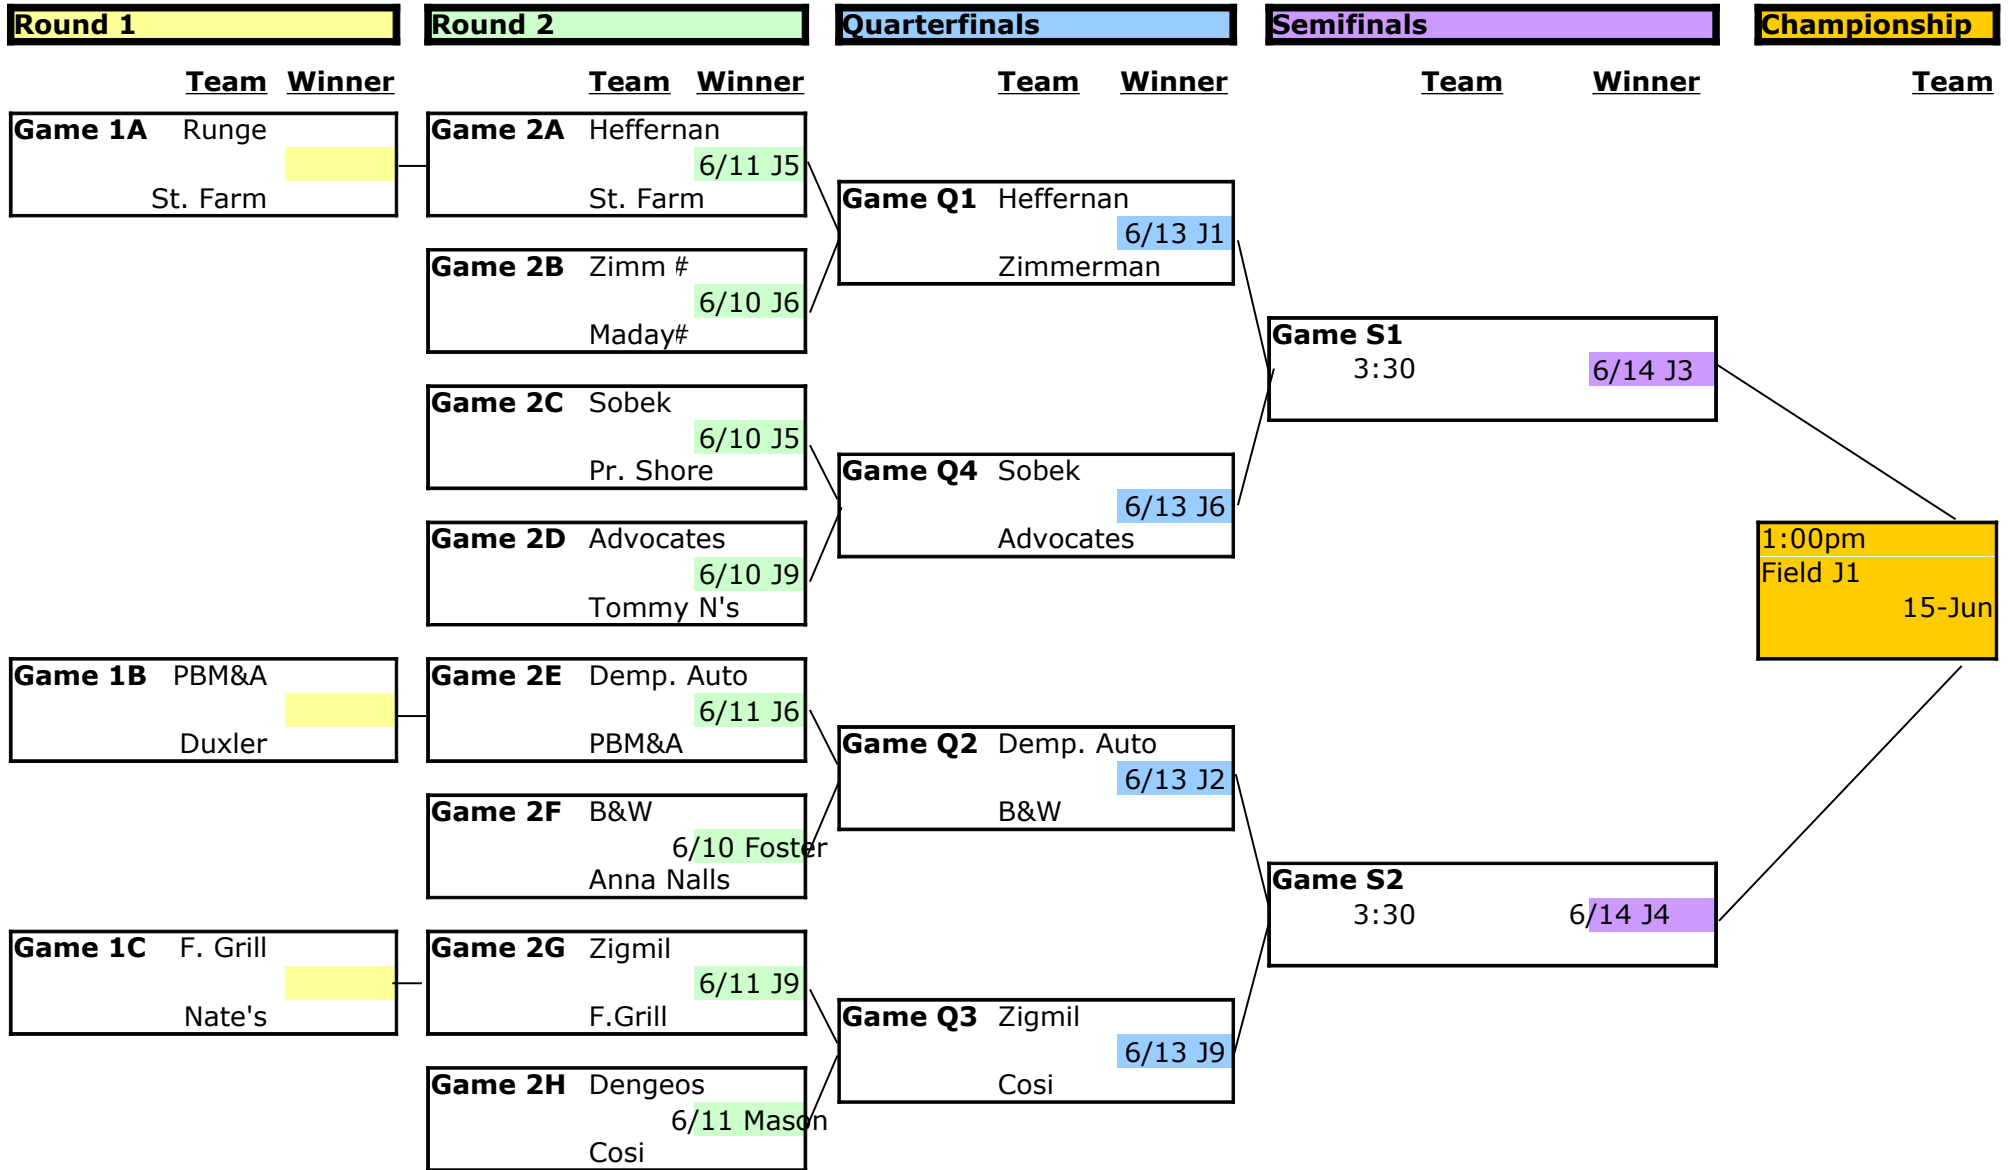 Round 1 Round 2 Quarterfinals Semifinals Championship
Team Winner Team Winner Team Winner Team Winner Team
Game 1A Runge
St. Farm
Game 1B PBM&A
Duxler
Game 1C F. Grill
Nate's
Game 2A Heffernan
6/11 J5
St. Farm
Game 2B Zimm #
6/10 J6
Maday#
Game 2C Sobek
6/10 J5
Pr. Shore
Game 2D Advocates
6/10 J9
Tommy N's
Game 2E Demp. Auto
6/11 J6
PBM&A
Game 2F B&W
6/10 Foster
Anna Nalls
Game 2G Zigmil
6/11 J9
F.Grill
Game 2H Dengeos
6/11 Mason
Cosi
Game Q1 Heffernan
6/13 J1
Zimmerman
Game Q4 Sobek
6/13 J6
Advocates
Game Q2 Demp. Auto
6/13 J2
B&W
Game Q3 Zigmil
6/13 J9
Cosi
Game S1
3:30 6/14 J3
Game S2
3:30 6/14 J4
1:00pm
Field J1
15-Jun